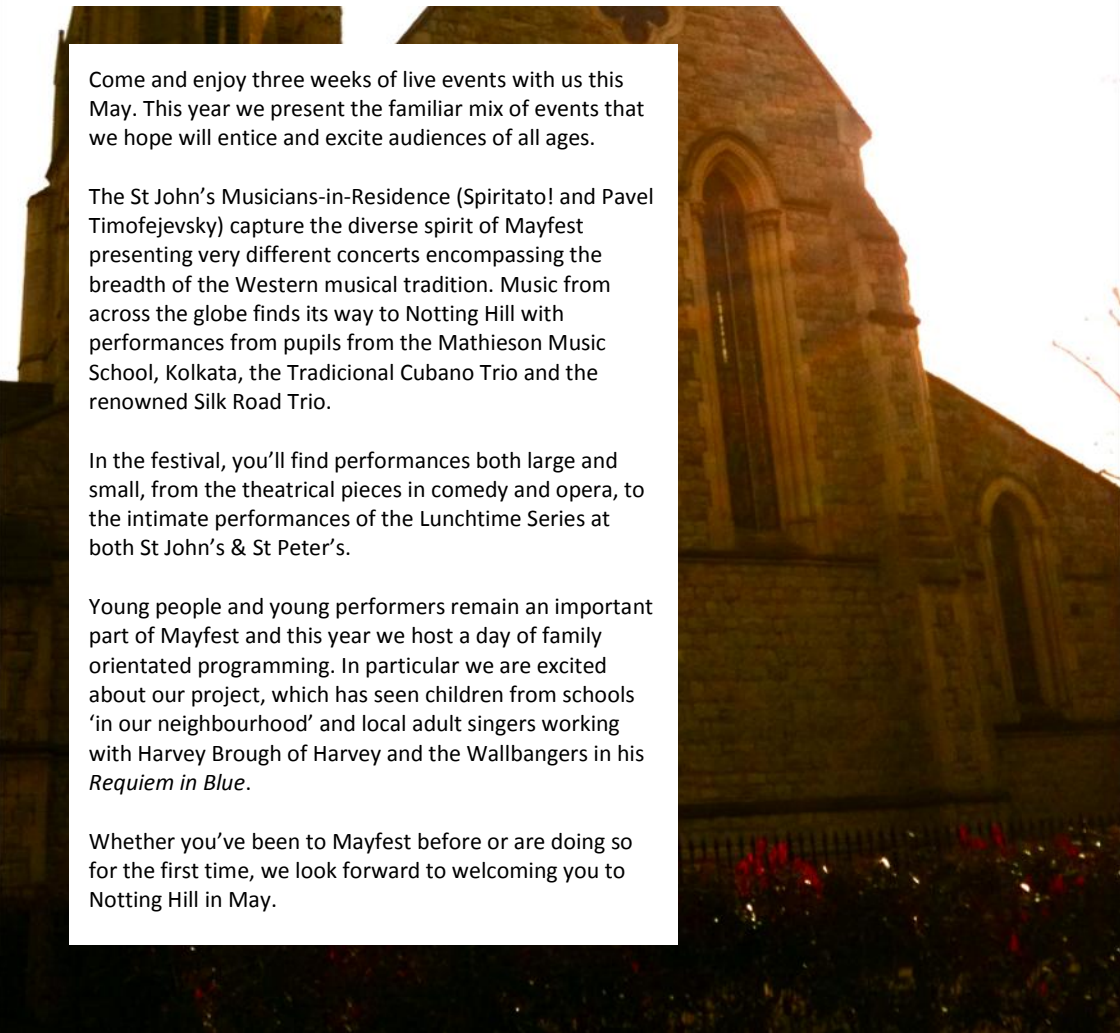 Come and enjoy three weeks of live events with us this
May. This year we present the familiar mix of events that
we hope will entice and excite audiences of all ages.
The St John’s Musicians-in-Residence (Spiritato! and Pavel
Timofejevsky) capture the diverse spirit of Mayfest
presenting very different concerts encompassing the
breadth of the Western musical tradition. Music from
across the globe finds its way to Notting Hill with
performances from pupils from the Mathieson Music
School, Kolkata, the Tradicional Cubano Trio and the
renowned Silk Road Trio.
In the festival, you’ll find performances both large and
small, from the theatrical pieces in comedy and opera, to
the intimate performances of the Lunchtime Series at
both St John’s & St Peter’s.
Young people and young performers remain an important
part of Mayfest and this year we host a day of family
orientated programming. In particular we are excited
about our project, which has seen children from schools
‘in our neighbourhood’ and local adult singers working
with Harvey Brough of Harvey and the Wallbangers in his
Requiem in Blue.
Whether you’ve been to Mayfest before or are doing so
for the first time, we look forward to welcoming you to
Notting Hill in May.